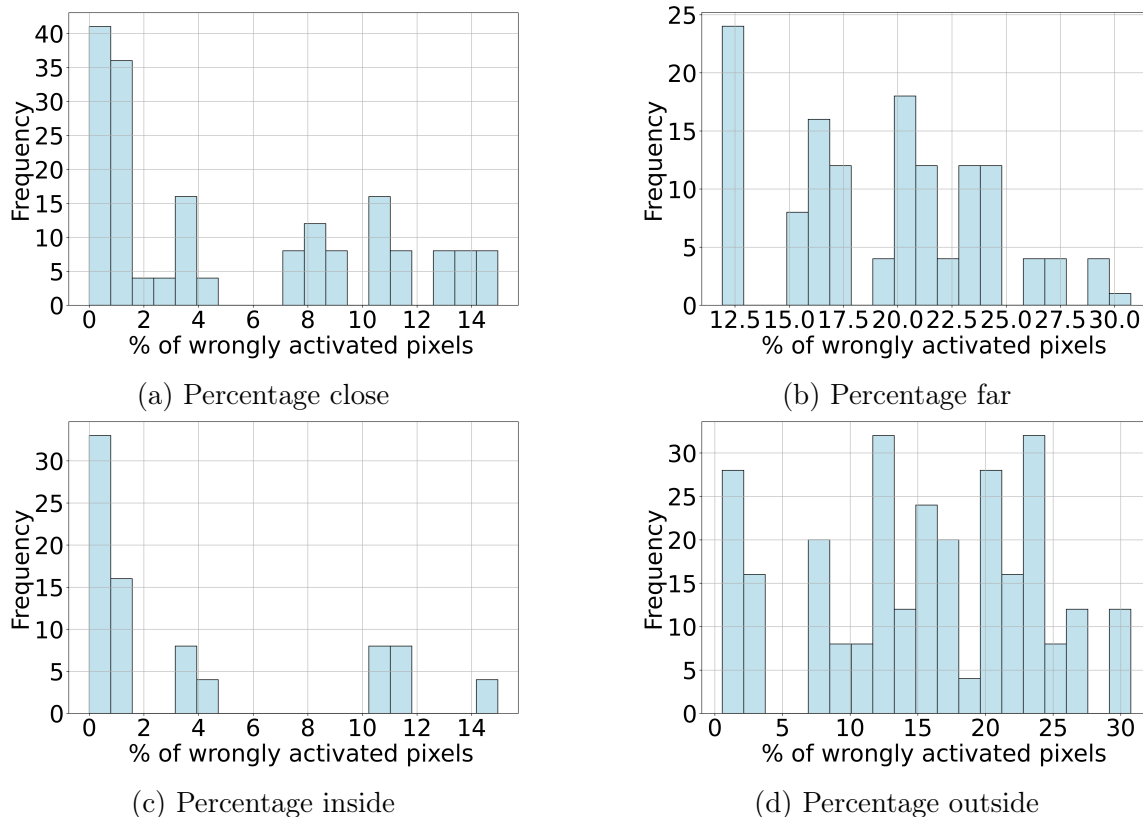 Frequency
40
35
30
25
20
15
10
5
0
0 2 4 6 8 10 12 14
% of wrongly activated pixels
(a) Percentage close
Frequency
25
20
15
10
5
0
12.5 15.0 17.5 20.0 22.5 25.0 27.5 30.0
% of wrongly activated pixels
(b) Percentage far
Frequency
30
25
20
15
10
5
0
0 2 4 6 8 10 12 14
% of wrongly activated pixels
(c) Percentage inside
Frequency
30
25
20
15
10
5
0
0 5 10 15 20 25 30
% of wrongly activated pixels
(d) Percentage outside